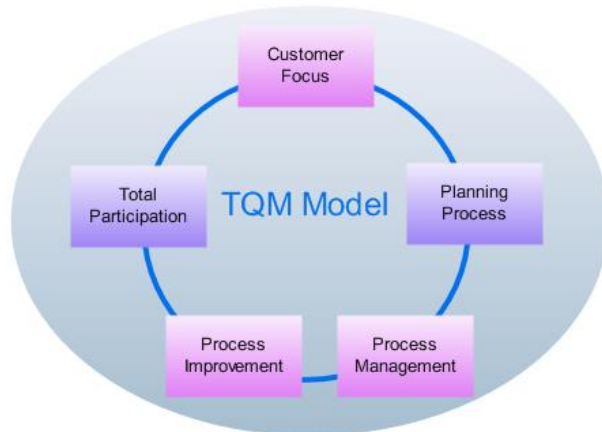 Customer
Focus
Total
Participation
TQM Model
Planning
Process
Process
Improvement
Process
Management